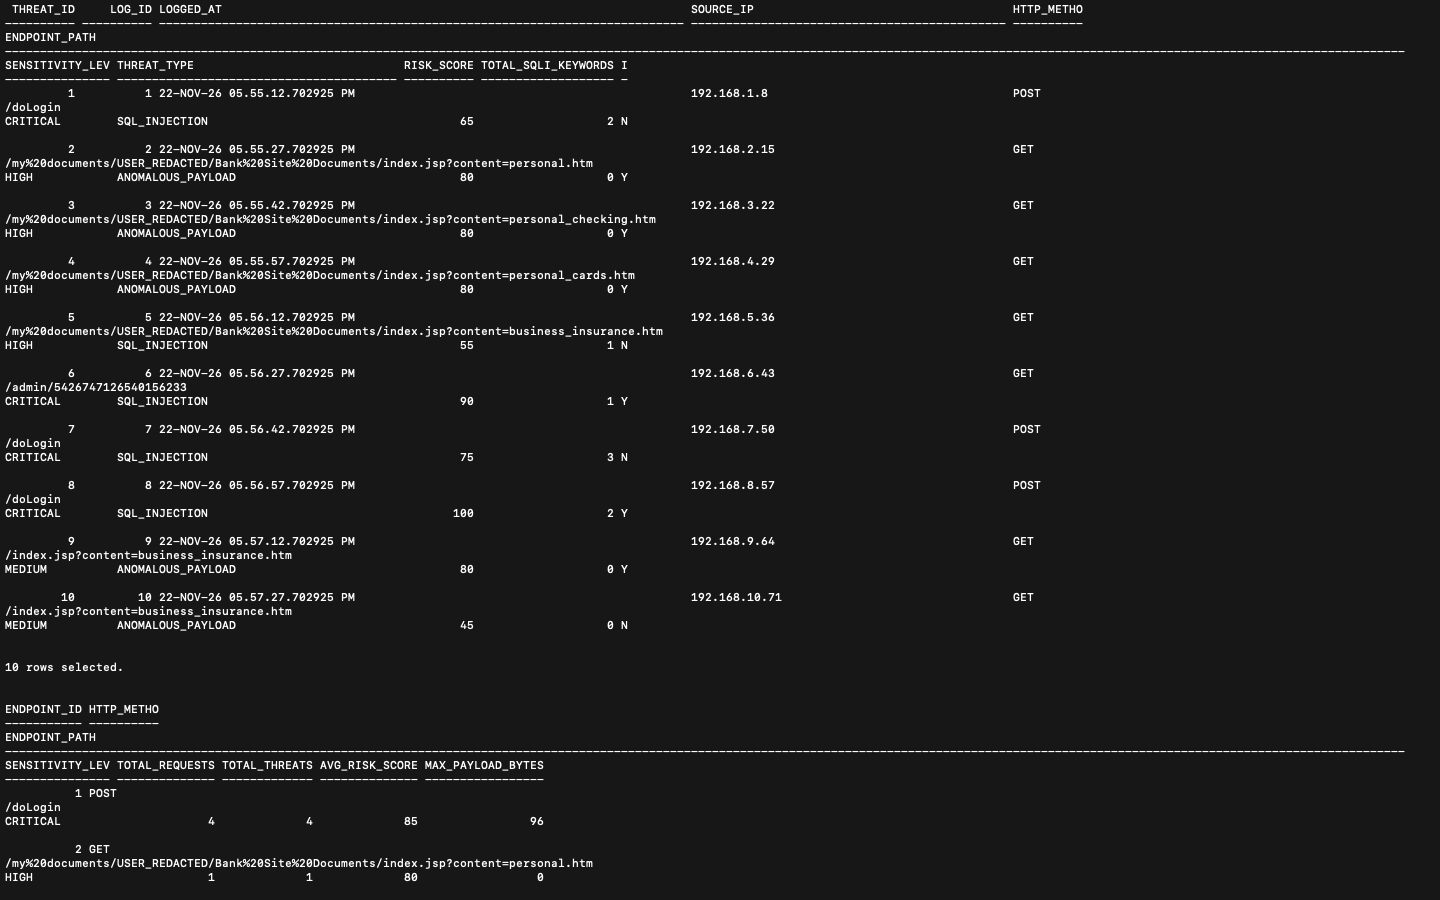 THREAT_ID     LOG_ID LOGGED_AT                                                                   SOURCE_IP                                     HTTP_METHO
---------- ---------- --------------------------------------------------------------------------- --------------------------------------------- ----------
ENDPOINT_PATH
--------------------------------------------------------------------------------------------------------------------------------------------------------------------------------------------------------
SENSITIVITY_LEV THREAT_TYPE                              RISK_SCORE TOTAL_SQLI_KEYWORDS I
--------------- ---------------------------------------- ---------- ------------------- -
         1          1 22-NOV-26 05.55.12.702925 PM                                                192.168.1.8                                   POST
/doLogin
CRITICAL        SQL_INJECTION                                    65                   2 N
         2          2 22-NOV-26 05.55.27.702925 PM                                                192.168.2.15                                  GET
/my%20documents/USER_REDACTED/Bank%20Site%20Documents/index.jsp?content=personal.htm
HIGH            ANOMALOUS_PAYLOAD                                80                   0 Y
         3          3 22-NOV-26 05.55.42.702925 PM                                                192.168.3.22                                  GET
/my%20documents/USER_REDACTED/Bank%20Site%20Documents/index.jsp?content=personal_checking.htm
HIGH            ANOMALOUS_PAYLOAD                                80                   0 Y
         4          4 22-NOV-26 05.55.57.702925 PM                                                192.168.4.29                                  GET
/my%20documents/USER_REDACTED/Bank%20Site%20Documents/index.jsp?content=personal_cards.htm
HIGH            ANOMALOUS_PAYLOAD                                80                   0 Y
         5          5 22-NOV-26 05.56.12.702925 PM                                                192.168.5.36                                  GET
/my%20documents/USER_REDACTED/Bank%20Site%20Documents/index.jsp?content=business_insurance.htm
HIGH            SQL_INJECTION                                    55                   1 N
         6          6 22-NOV-26 05.56.27.702925 PM                                                192.168.6.43                                  GET
/admin/5426747126540156233
CRITICAL        SQL_INJECTION                                    90                   1 Y
         7          7 22-NOV-26 05.56.42.702925 PM                                                192.168.7.50                                  POST
/doLogin
CRITICAL        SQL_INJECTION                                    75                   3 N
         8          8 22-NOV-26 05.56.57.702925 PM                                                192.168.8.57                                  POST
/doLogin
CRITICAL        SQL_INJECTION                                   100                   2 Y
         9          9 22-NOV-26 05.57.12.702925 PM                                                192.168.9.64                                  GET
/index.jsp?content=business_insurance.htm
MEDIUM          ANOMALOUS_PAYLOAD                                80                   0 Y
        10         10 22-NOV-26 05.57.27.702925 PM                                                192.168.10.71                                 GET
/index.jsp?content=business_insurance.htm
MEDIUM          ANOMALOUS_PAYLOAD                                45                   0 N
10 rows selected.
ENDPOINT_ID HTTP_METHO
----------- ----------
ENDPOINT_PATH
--------------------------------------------------------------------------------------------------------------------------------------------------------------------------------------------------------
SENSITIVITY_LEV TOTAL_REQUESTS TOTAL_THREATS AVG_RISK_SCORE MAX_PAYLOAD_BYTES
--------------- -------------- ------------- -------------- -----------------
          1 POST
/doLogin
CRITICAL                     4             4             85                96
          2 GET
/my%20documents/USER_REDACTED/Bank%20Site%20Documents/index.jsp?content=personal.htm
HIGH                         1             1             80                 0